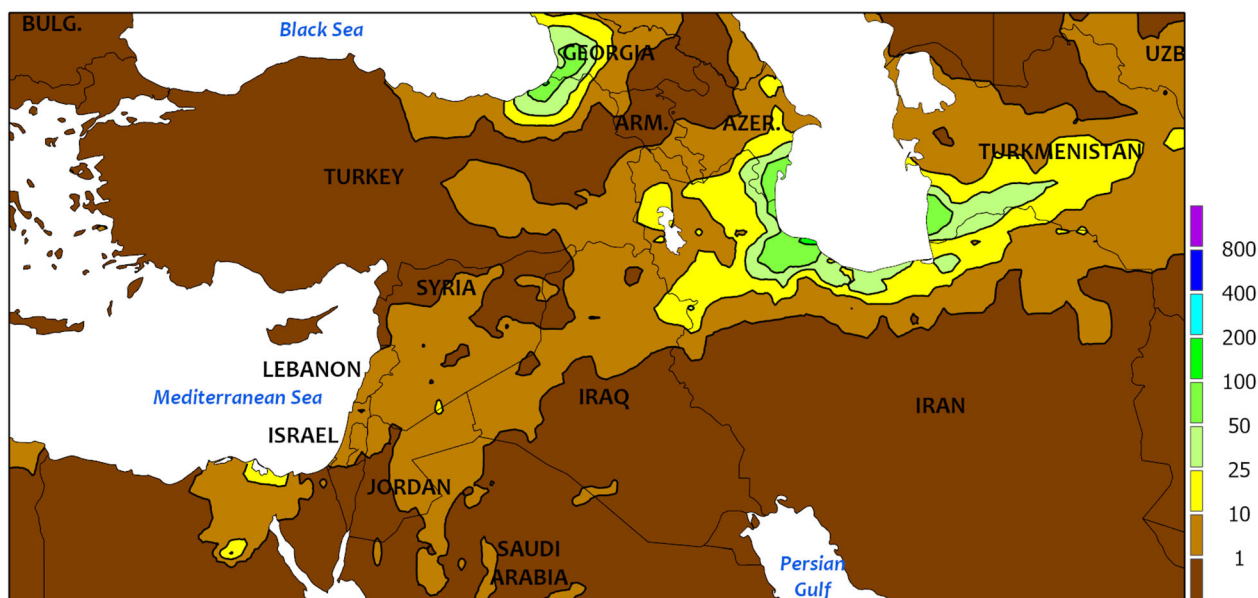 BULG.
Black Sea
GEORGIA
UZB
ARM.
AZER.
TURKMENISTAN
TURKEY
SYRIA
LEBANON
Mediterranean Sea
IRAQ
IRAN
ISRAEL
JORDAN
SAUDI
ARABIA
Persian
Gulf
800
400
200
100
50
25
10
1